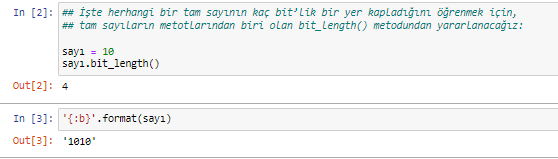 In [2]: ## İşte herhangi bir tam sayının kaç bit'lik bir yer kapladığını öğrenmek için,
## tam sayıların metotlarından biri olan bit_length() metodundan yararlanacağız:
sayı = 10
sayı.bit_length()
Out[2]: 4
In [3]: '{:b}'.format(sayı)
Out[3]: '1010'